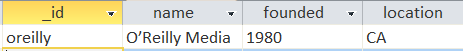 _id name founded location
oreilly O’Reilly Media 1980 CA